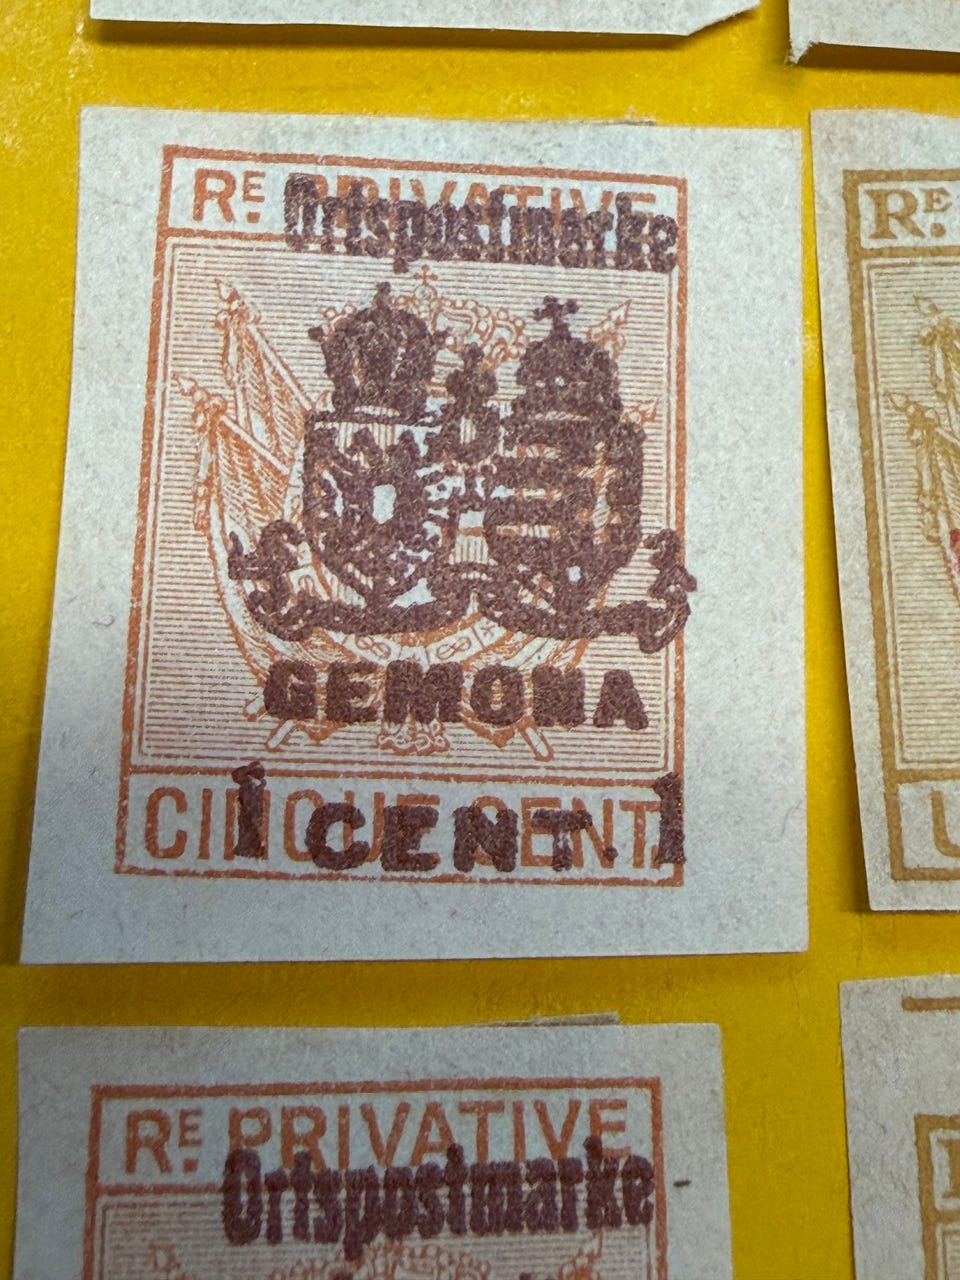 RE. PRIVATIVE
Ortspostmarke
GEMONA
CINQUE CENT.
1 CENT. 1
RE.
U
RE. PRIVATIVE
Ortspostmarke